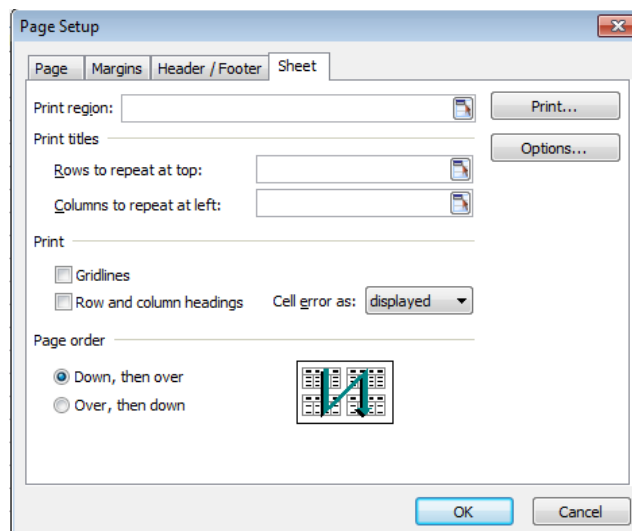 Page Setup
Page Margins Header / Footer Sheet
Print region:
Print...
Print titles
Options...
Rows to repeat at top:
Columns to repeat at left:
Print
Gridlines
Row and column headings Cell error as: displayed
Page order
Down, then over
Over, then down
OK Cancel